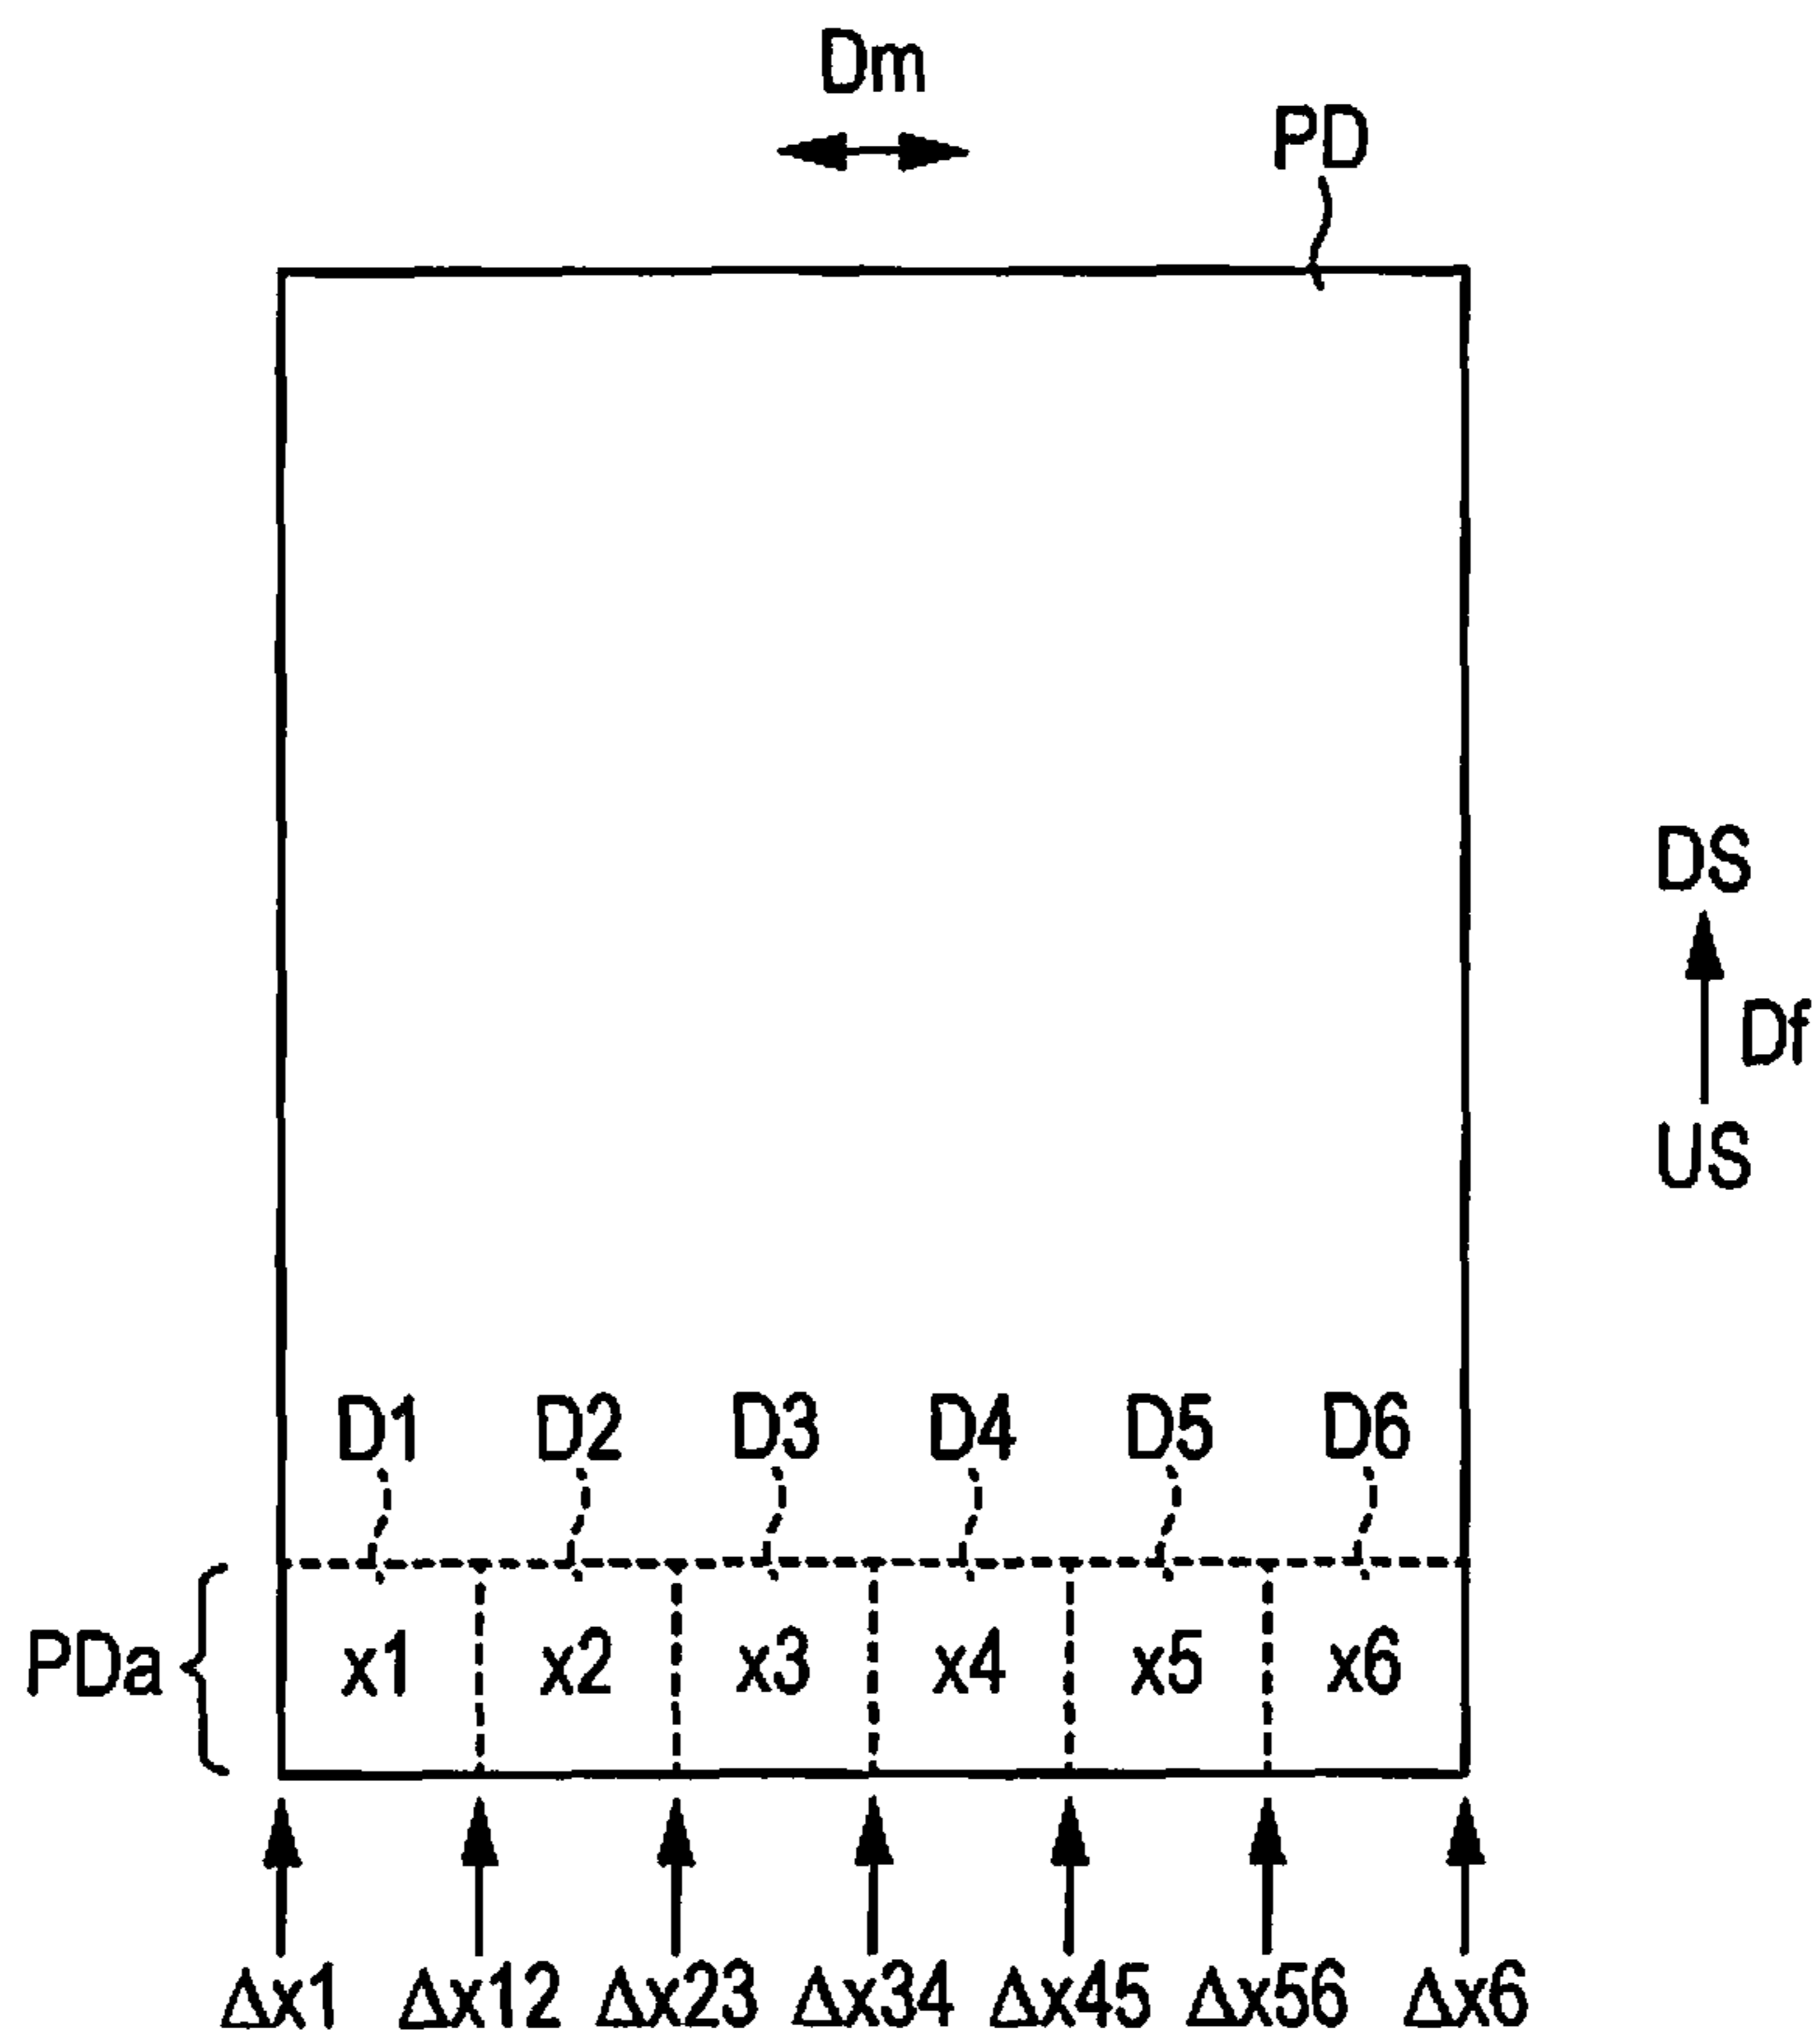 Dm
PD
DS
Df
US
D1 D2 D3 D4 D5 D6
PDa x1 x2 x3 x4 x5 x6
Δx1 Δx12 Δx23 Δx34 Δx45 Δx56 Δx6